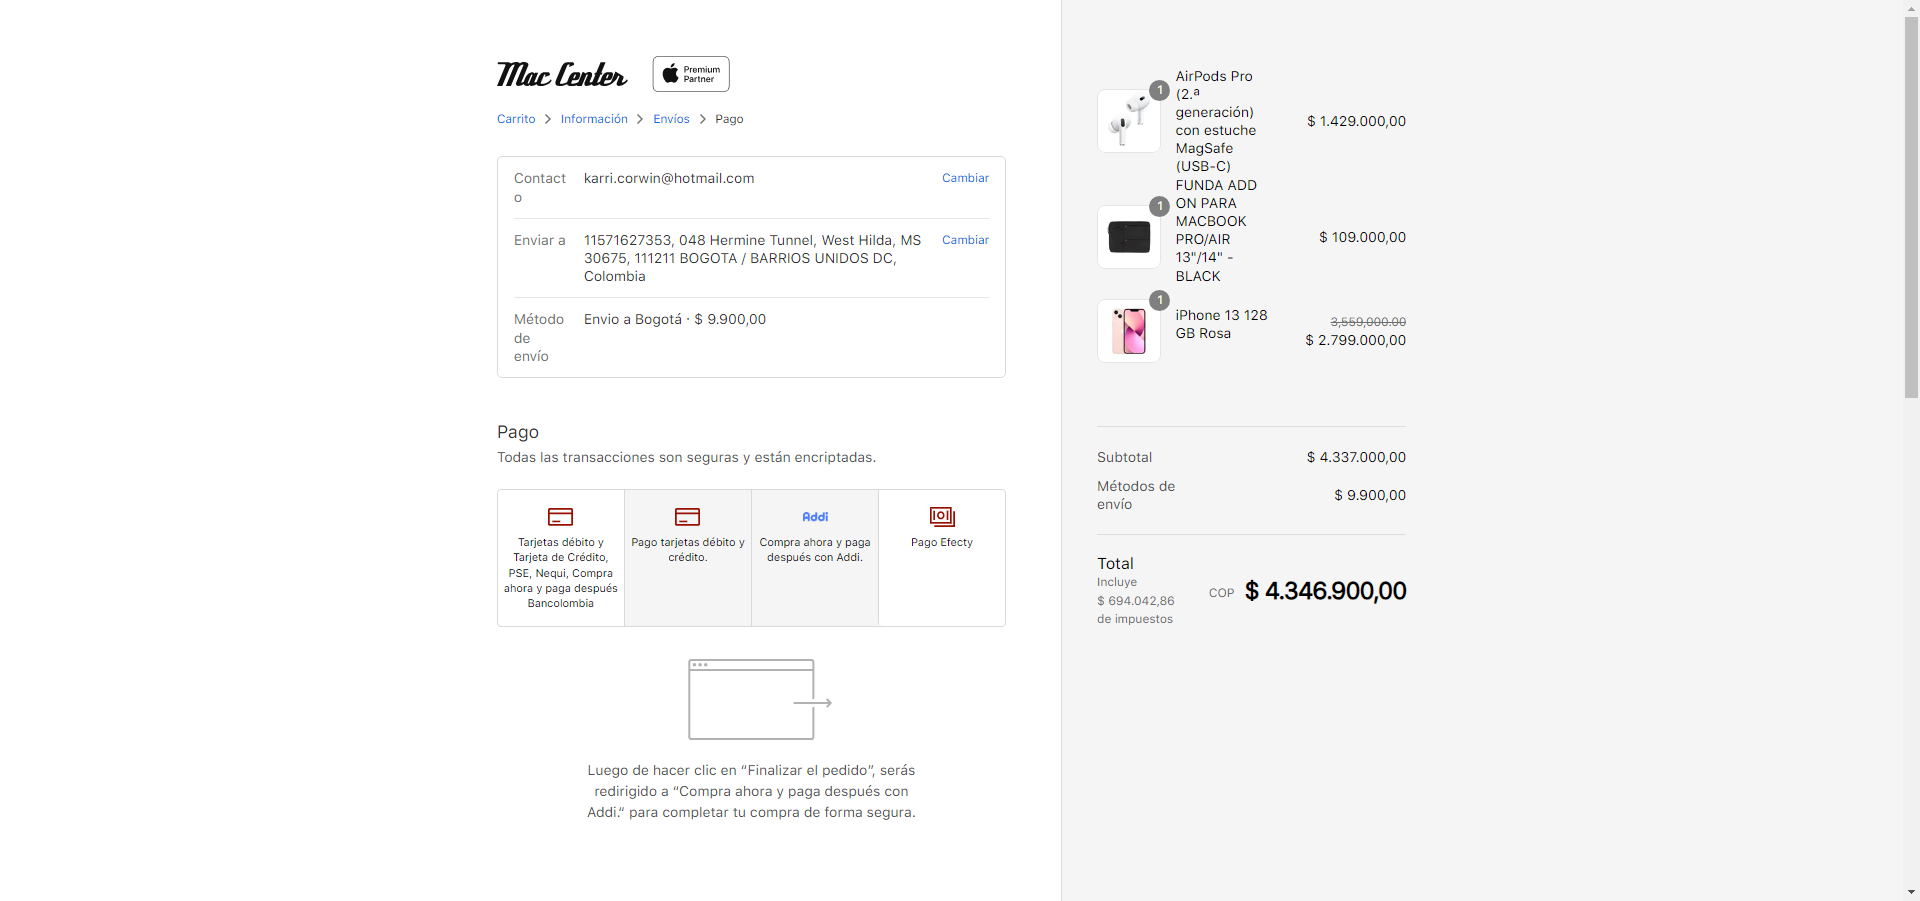 Mac Center
Premium
Partner
Carrito
Información
Envíos
Pago
Contact
o
karri.corwin@hotmail.com
Cambiar
Enviar a
11571627353, 048 Hermine Tunnel, West Hilda, MS
30675, 111211 BOGOTA / BARRIOS UNIDOS DC,
Colombia
Cambiar
Método
de
envío
Envio a Bogotá · $ 9.900,00
Pago
Todas las transacciones son seguras y están encriptadas.
Tarjetas débito y
Tarjeta de Crédito,
PSE, Nequi, Compra
ahora y paga después
Bancolombia
Pago tarjetas débito y
crédito.
Addi
Compra ahora y paga
después con Addi.
Pago Efecty
Luego de hacer clic en “Finalizar el pedido”, serás
redirigido a “Compra ahora y paga después con
Addi.“ para completar tu compra de forma segura.
1
AirPods Pro
(2.ª
generación)
con estuche
MagSafe
(USB-C)
$ 1.429.000,00
1
FUNDA ADD
ON PARA
MACBOOK
PRO/AIR
13"/14" -
BLACK
$ 109.000,00
1
iPhone 13 128
GB Rosa
3,559,000.00
$ 2.799.000,00
Subtotal
$ 4.337.000,00
Métodos de
envío
$ 9.900,00
Total
Incluye
$ 694.042,86
de impuestos
COP $ 4.346.900,00